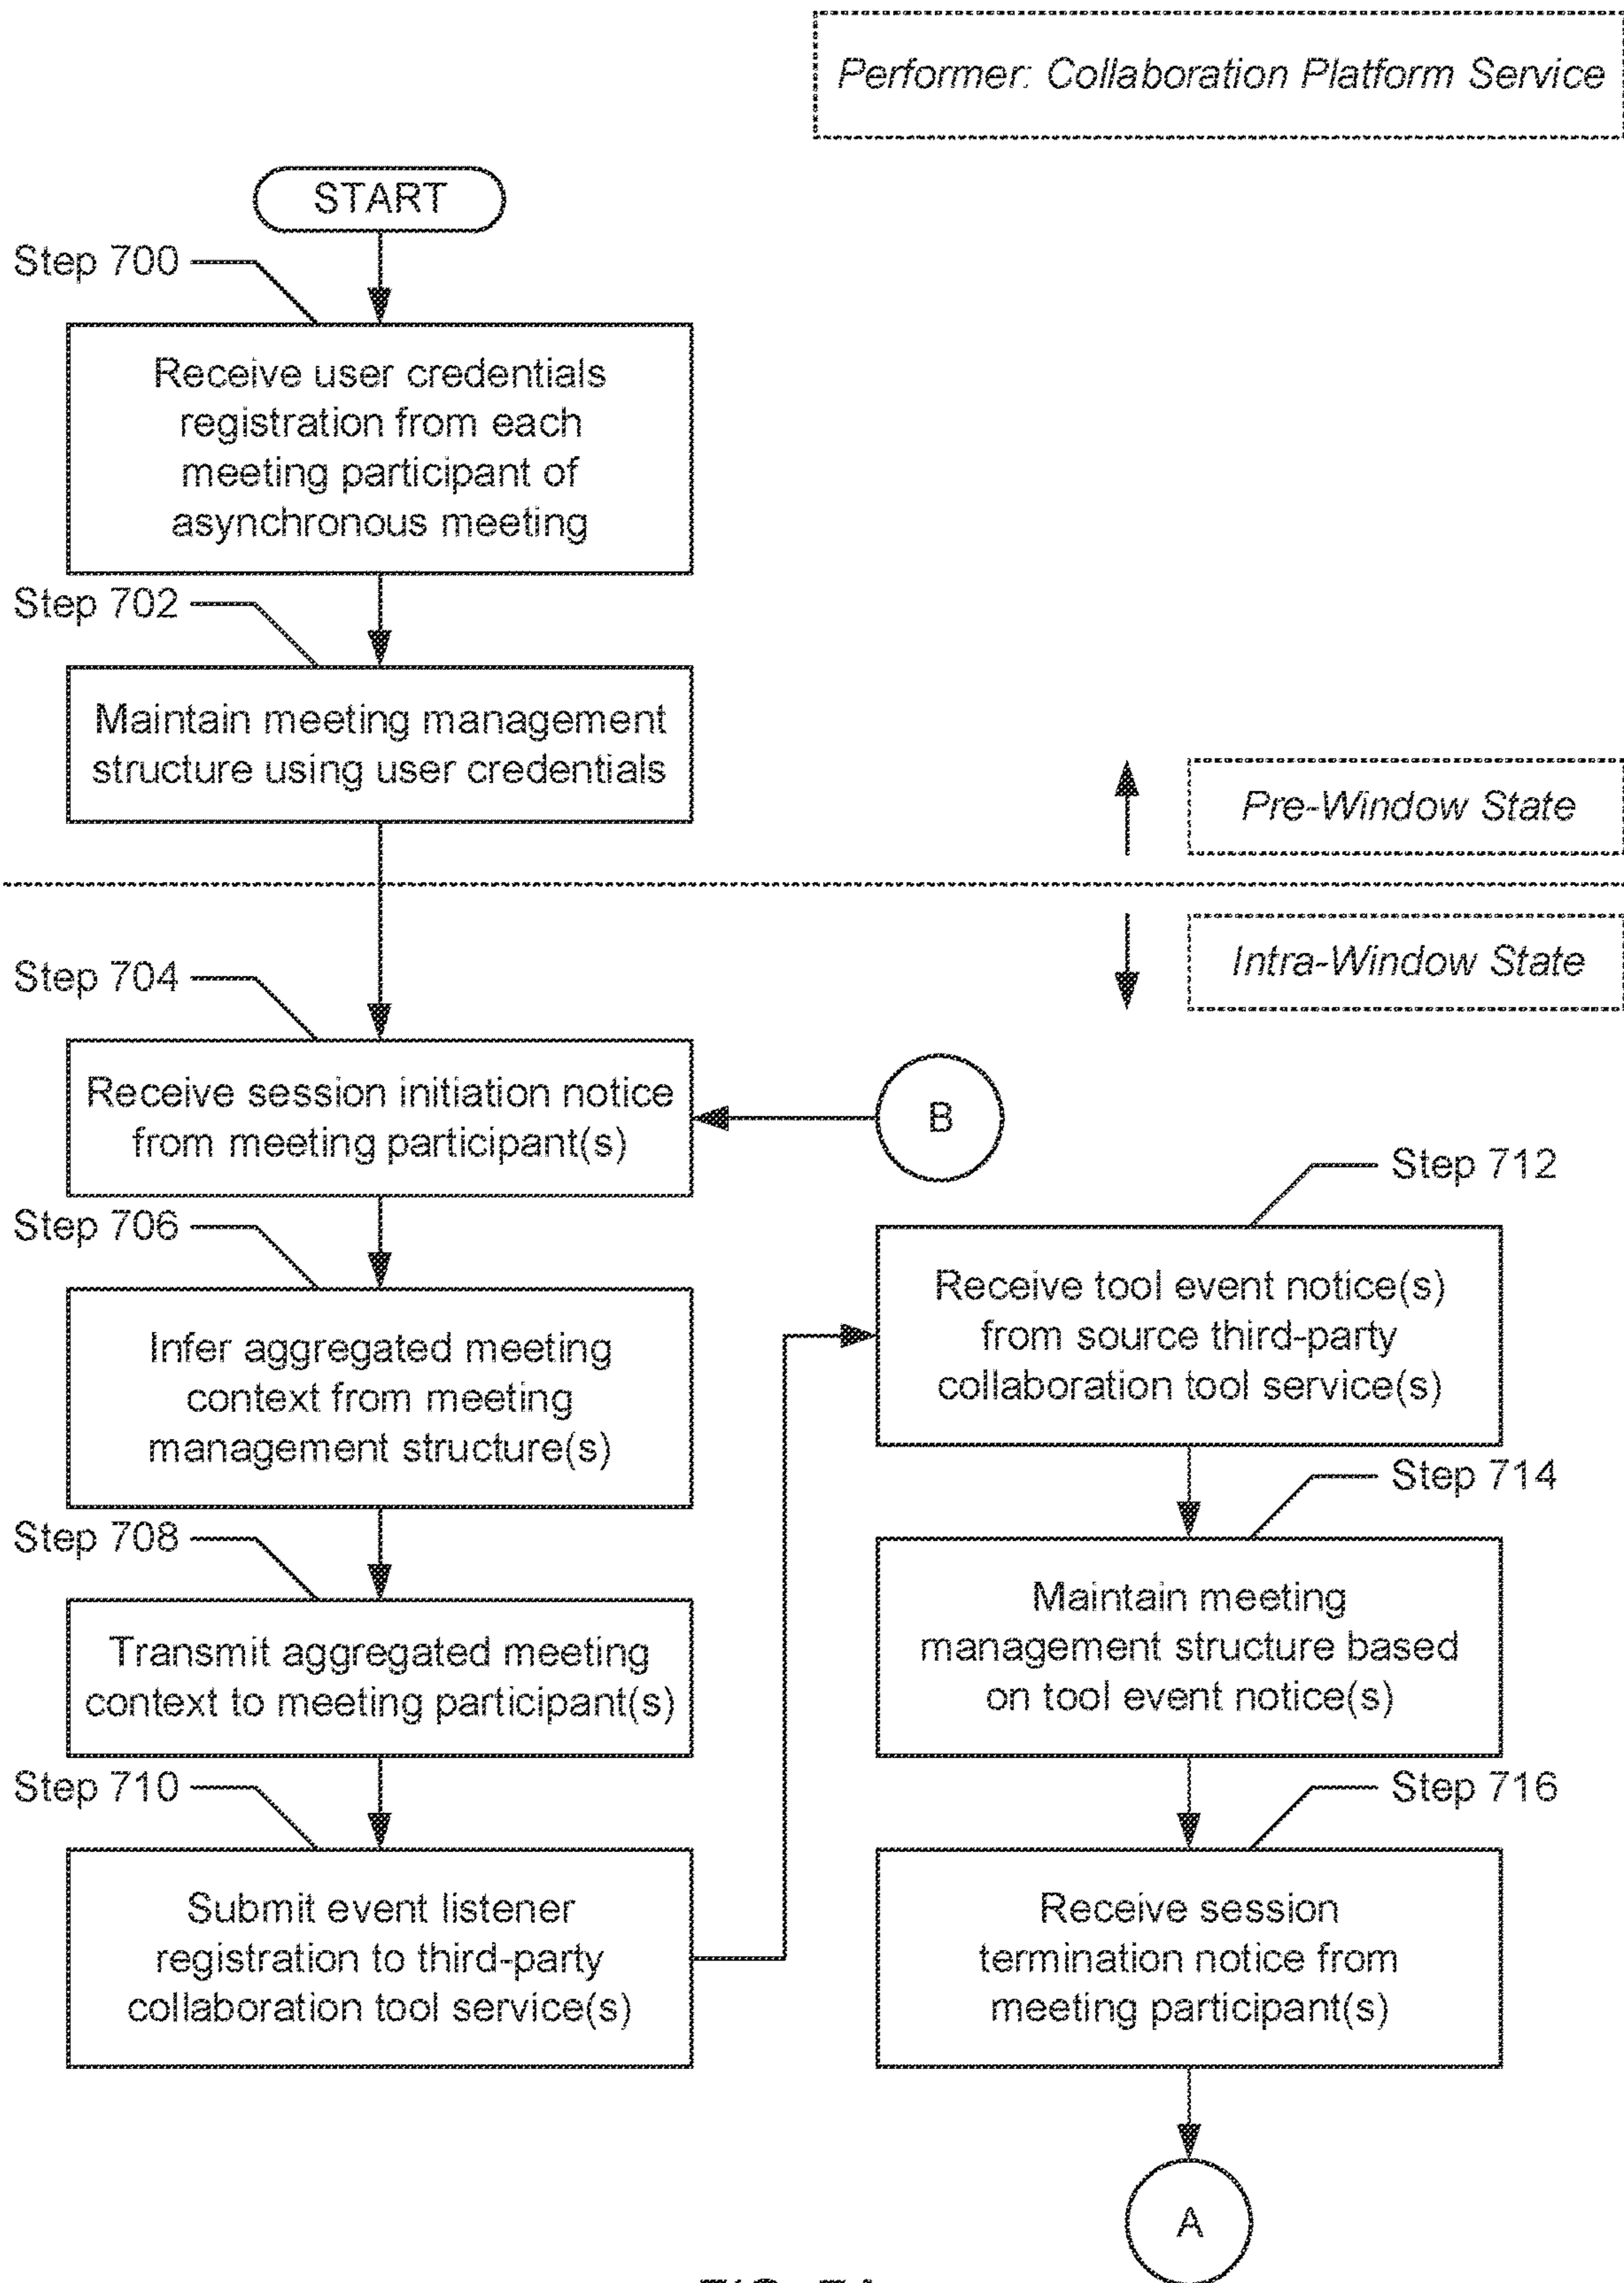 Performer: Collaboration Platform Service
START
Step 700
Receive user credentials
registration from each
meeting participant of
asynchronous meeting
Step 702
Maintain meeting management
structure using user credentials
Pre-Window State
Intra-Window State
Step 704
Receive session initiation notice
from meeting participant(s)
B
Step 706
Infer aggregated meeting
context from meeting
management structure(s)
Step 708
Transmit aggregated meeting
context to meeting participant(s)
Step 710
Submit event listener
registration to third-party
collaboration tool service(s)
Step 712
Receive tool event notice(s)
from source third-party
collaboration tool service(s)
Step 714
Maintain meeting
management structure based
on tool event notice(s)
Step 716
Receive session
termination notice from
meeting participant(s)
A